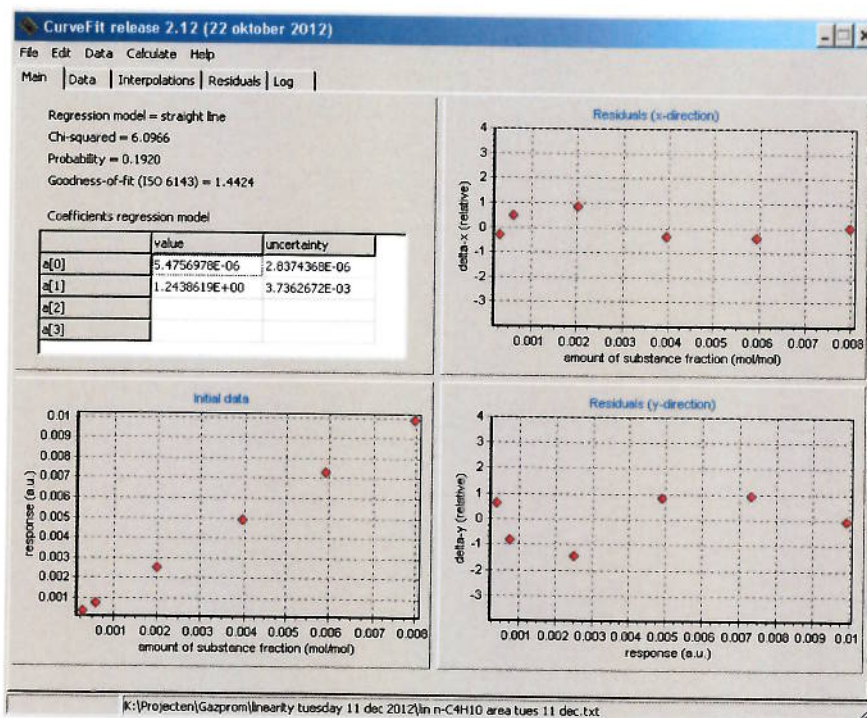 CurveFit release 2.12 (22 oktober 2012)
File Edit Data Calculate Help
Main Data Interpolations Residuals Log
Regression model = straight line
Chi-squared = 6.0966
Probability = 0.1920
Goodness-of-fit (ISO 6143) = 1.4424
Coefficients regression model
value uncertainty
a[0] 5.4756978E-06 2.8374368E-06
a[1] 1.2438619E+00 3.7362672E-03
a[2]
a[3]
Residuals (x-direction)
delta-x (relative)
4
3
2
1
0
-1
-2
-3
0.001 0.002 0.003 0.004 0.005 0.006 0.007 0.008
amount of substance fraction (mol/mol)
Initial data
response (a.u.)
0.01
0.009
0.008
0.007
0.006
0.005
0.004
0.003
0.002
0.001
0.001 0.002 0.003 0.004 0.005 0.006 0.007 0.008
amount of substance fraction (mol/mol)
Residuals (y-direction)
delta-y (relative)
4
3
2
1
0
-1
-2
-3
0.001 0.002 0.003 0.004 0.005 0.006 0.007 0.008 0.009 0.01
response (a.u.)
K:\Projecten\Gazprom\linearity tuesday 11 dec 2012\lin n-C4H10 area tues 11 dec.txt